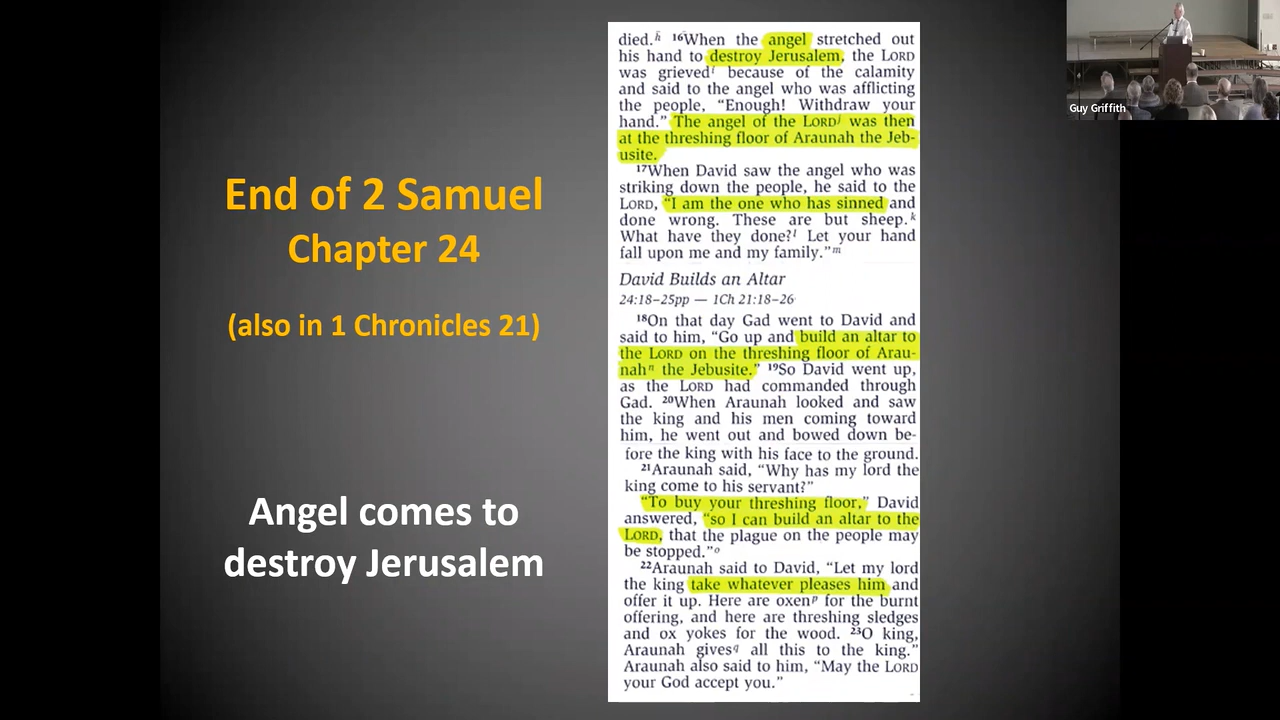 End of 2 Samuel
Chapter 24
(also in 1 Chronicles 21)
Angel comes to
destroy Jerusalem
died.h 16When the angel stretched out
his hand to destroy Jerusalem, the LORD
was grieved i because of the calamity
and said to the angel who was afflicting
the people, “Enough! Withdraw your
hand.” The angel of the LORD j was then
at the threshing floor of Araunah the Jeb-
usite.
17When David saw the angel who was
striking down the people, he said to the
LORD, “I am the one who has sinned and
done wrong. These are but sheep.k
What have they done?l Let your hand
fall upon me and my family.”m
David Builds an Altar
24:18–25pp — 1Ch 21:18–26
18On that day Gad went to David and
said to him, “Go up and build an altar to
the LORD on the threshing floor of Arau-
nah n the Jebusite.” 19So David went up,
as the LORD had commanded through
Gad. 20When Araunah looked and saw
the king and his men coming toward
him, he went out and bowed down be-
fore the king with his face to the ground.
21Araunah said, “Why has my lord the
king come to his servant?”
“To buy your threshing floor,” David
answered, “so I can build an altar to the
LORD, that the plague on the people may
be stopped.”o
22Araunah said to David, “Let my lord
the king take whatever pleases him and
offer it up. Here are oxen p for the burnt
offering, and here are threshing sledges
and ox yokes for the wood. 23O king,
Araunah gives q all this to the king.”
Araunah also said to him, “May the LORD
your God accept you.”
Guy Griffith